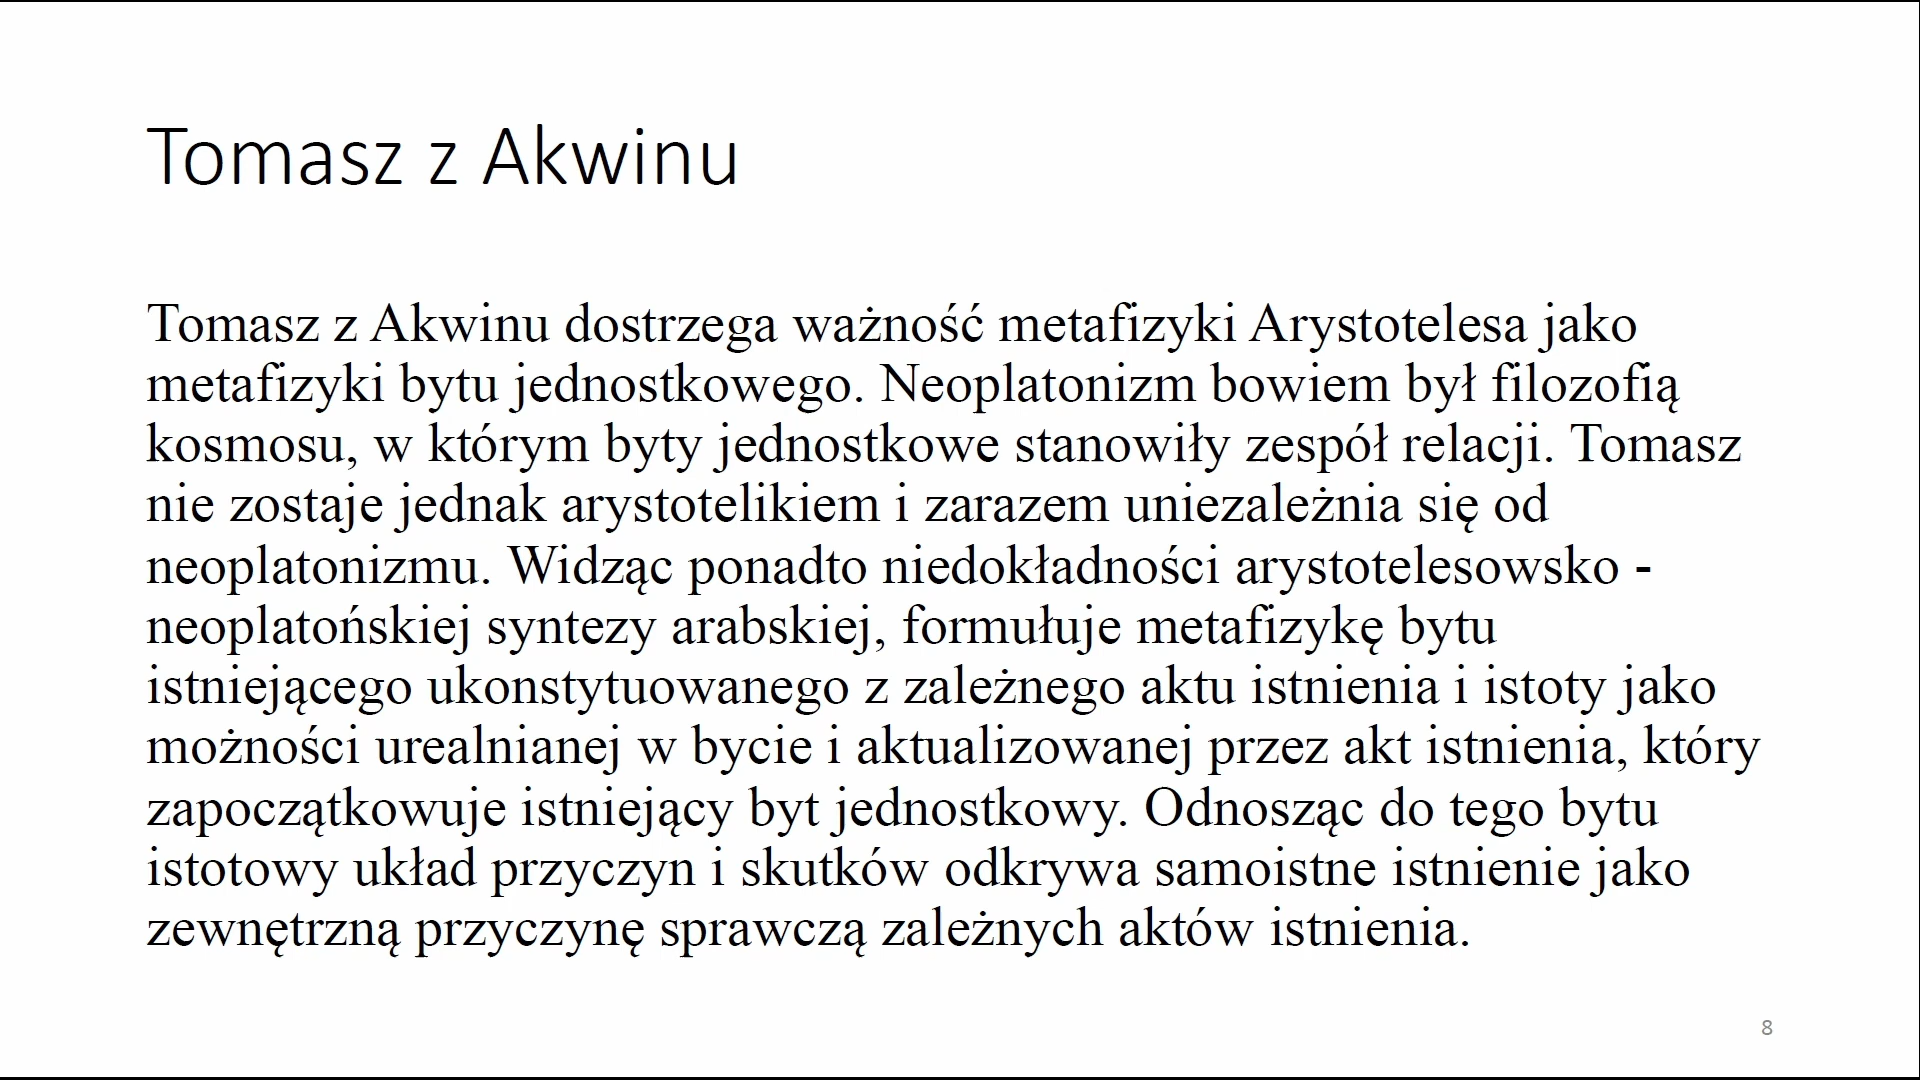 Tomasz z Akwinu
Tomasz z Akwinu dostrzega ważność metafizyki Arystotelesa jako
metafizyki bytu jednostkowego. Neoplatonizm bowiem był filozofią
kosmosu, w którym byty jednostkowe stanowiły zespół relacji. Tomasz
nie zostaje jednak arystotelikiem i zarazem uniezależnia się od
neoplatonizmu. Widząc ponadto niedokładności arystotelesowsko -
neoplatońskiej syntezy arabskiej, formułuje metafizykę bytu
istniejącego ukonstytuowanego z zależnego aktu istnienia i istoty jako
możności urealnianej w bycie i aktualizowanej przez akt istnienia, który
zapoczątkowuje istniejący byt jednostkowy. Odnosząc do tego bytu
istotowy układ przyczyn i skutków odkrywa samoistne istnienie jako
zewnętrzną przyczynę sprawczą zależnych aktów istnienia.
8